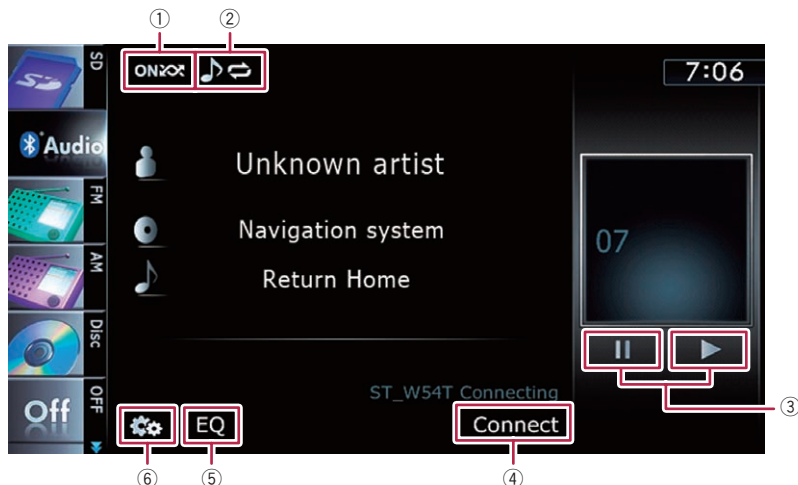 ① ②
SD
ON
7:06
Audio
Unknown artist
FM
Navigation system
07
AM
Return Home
Disc
ST_W54T Connecting
③
Off
OFF
EQ
Connect
⑥ ⑤ ④